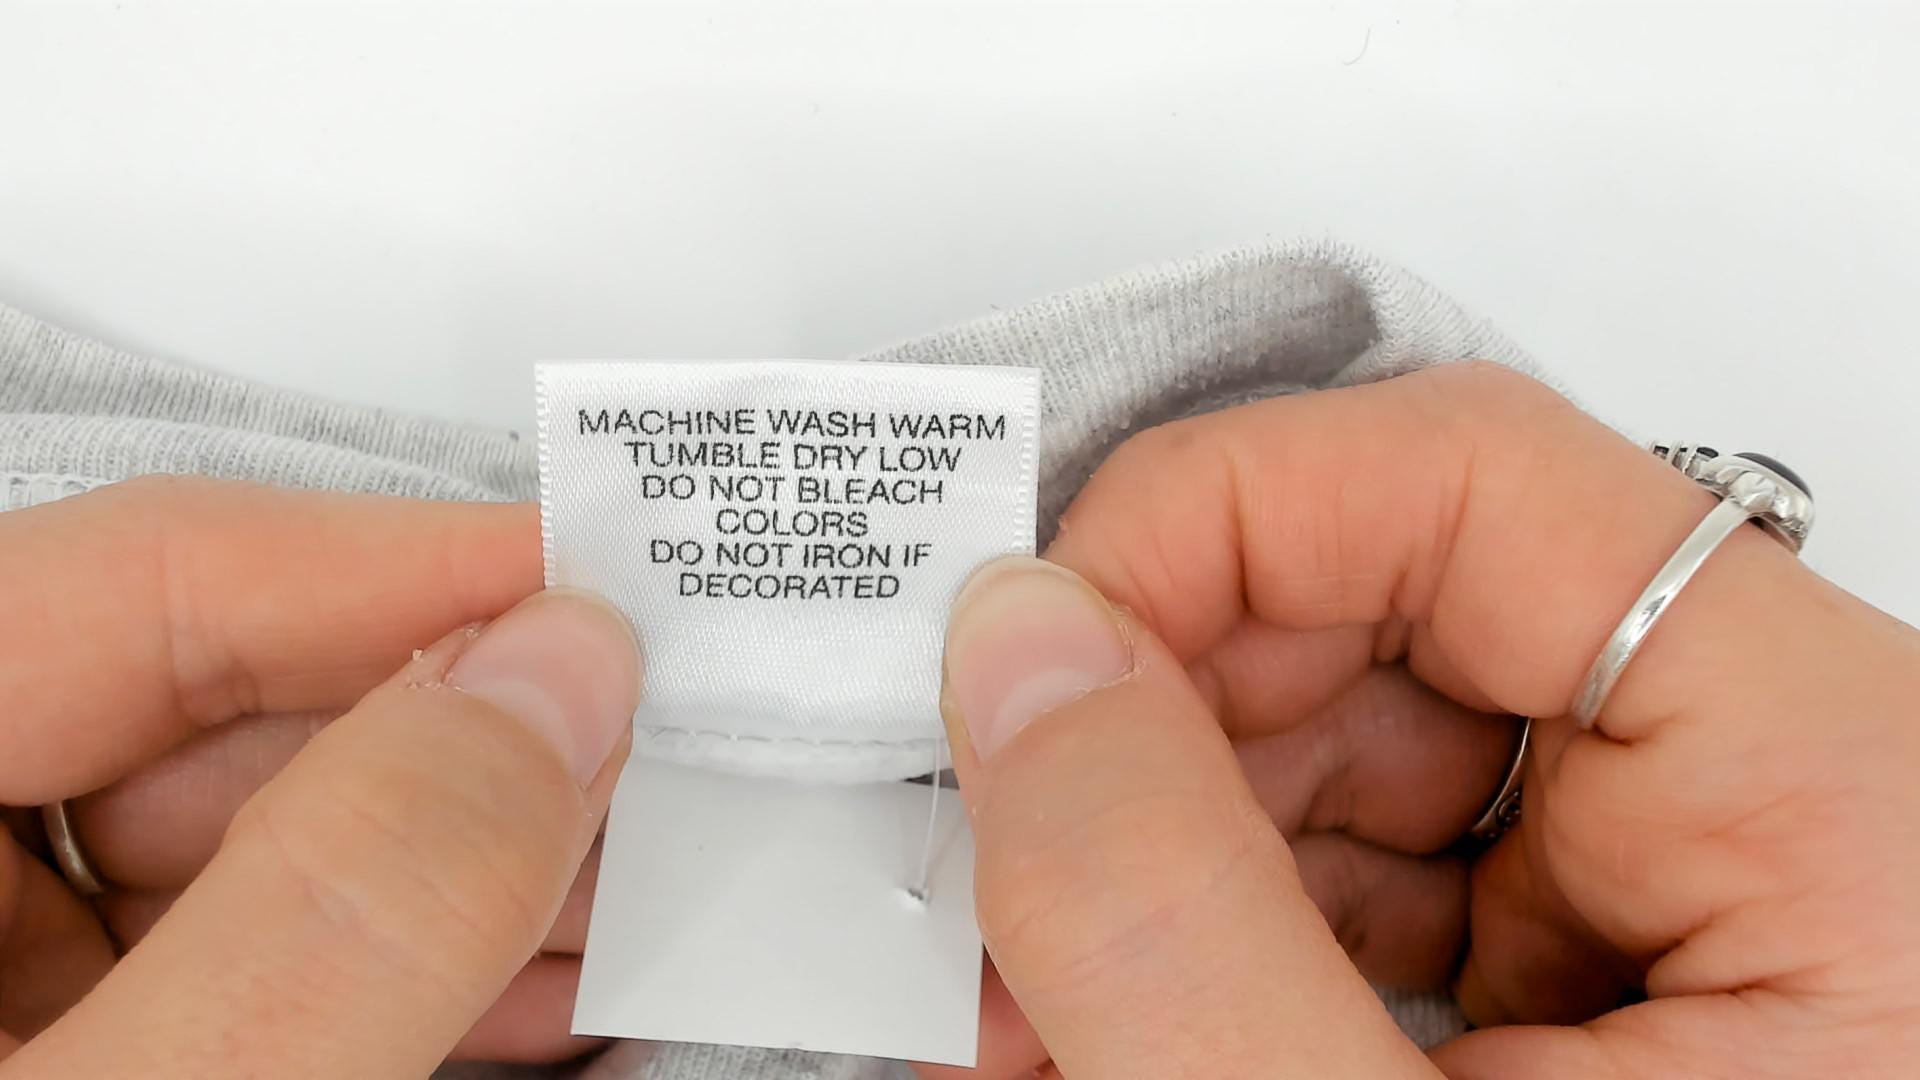 MACHINE WASH WARM
TUMBLE DRY LOW
DO NOT BLEACH
COLORS
DO NOT IRON IF
DECORATED